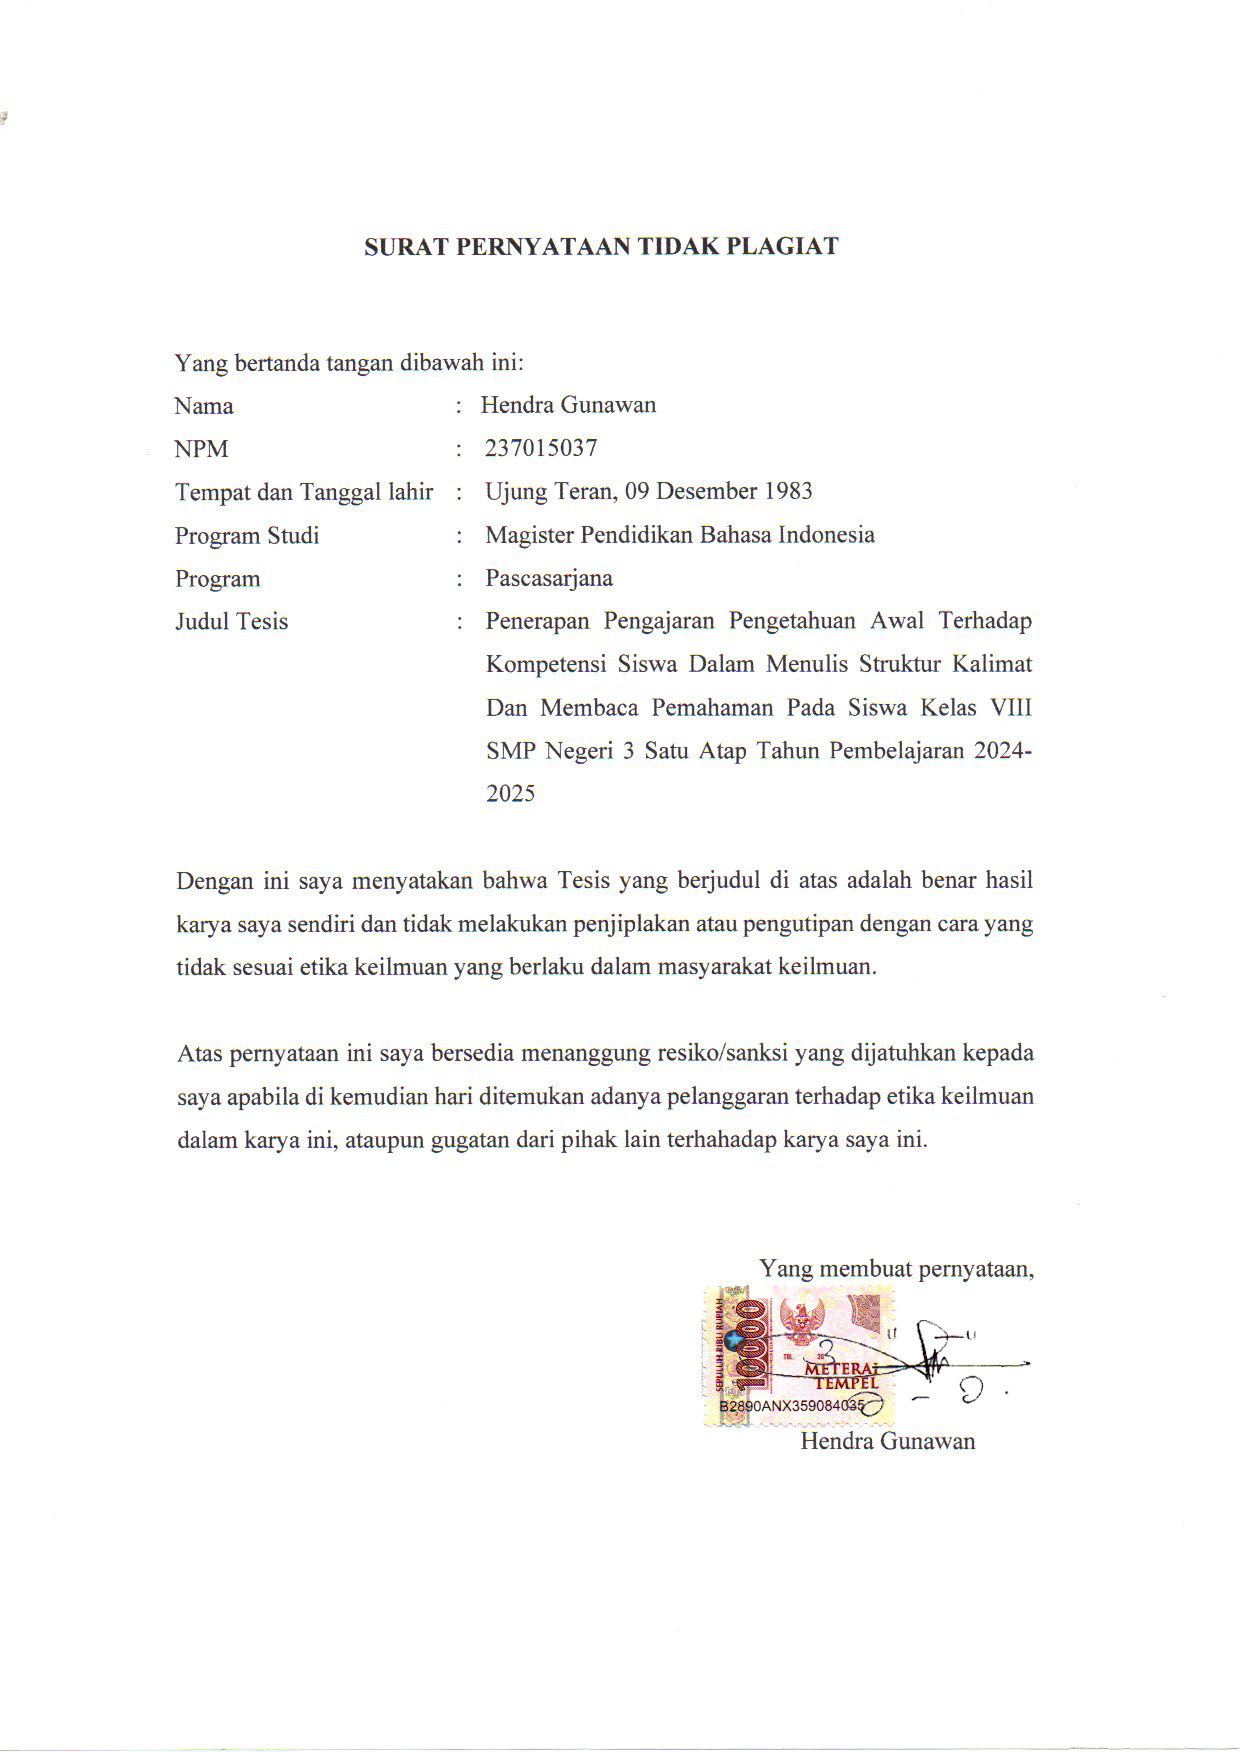 SURAT PERNYATAAN TIDAK PLAGIAT
Yang bertanda tangan dibawah ini:
Nama : Hendra Gunawan
NPM : 237015037
Tempat dan Tanggal lahir : Ujung Teran, 09 Desember 1983
Program Studi : Magister Pendidikan Bahasa Indonesia
Program : Pascasarjana
Judul Tesis : Penerapan Pengajaran Pengetahuan Awal Terhadap
Kompetensi Siswa Dalam Menulis Struktur Kalimat
Dan Membaca Pemahaman Pada Siswa Kelas VIII
SMP Negeri 3 Satu Atap Tahun Pembelajaran 2024-
2025
Dengan ini saya menyatakan bahwa Tesis yang berjudul di atas adalah benar hasil
karya saya sendiri dan tidak melakukan penjiplakan atau pengutipan dengan cara yang
tidak sesuai etika keilmuan yang berlaku dalam masyarakat keilmuan.
Atas pernyataan ini saya bersedia menanggung resiko/sanksi yang dijatuhkan kepada
saya apabila di kemudian hari ditemukan adanya pelanggaran terhadap etika keilmuan
dalam karya ini, ataupun gugatan dari pihak lain terhahadap karya saya ini.
Yang membuat pernyataan,
SEPULUH RIBU RUPIAH
10000
METERAI
TEMPEL
B2890ANX359084035
Hendra Gunawan